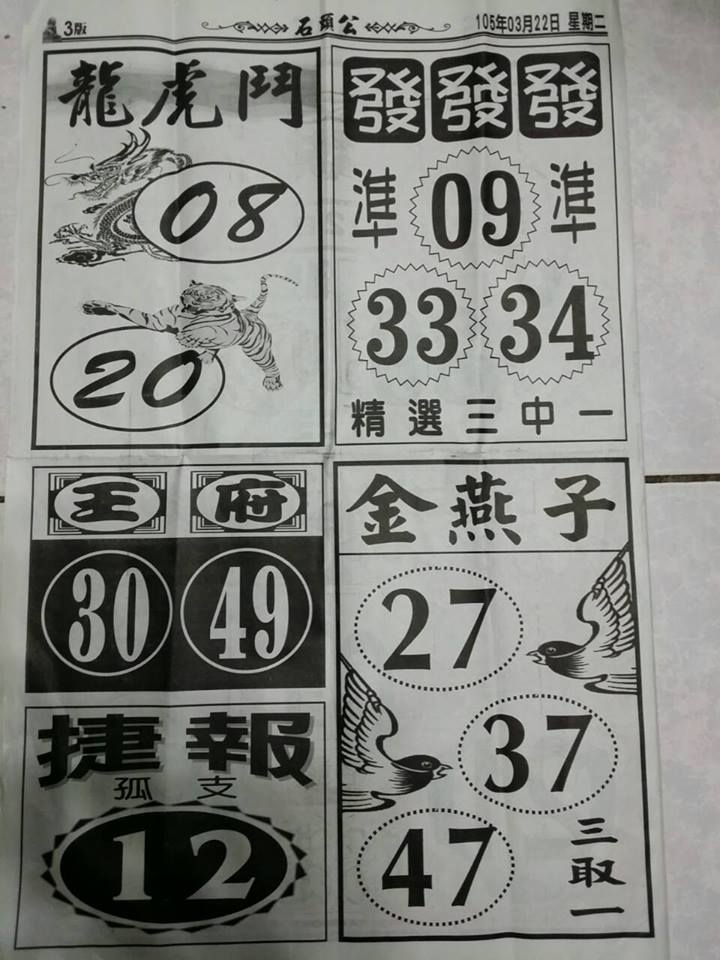 3版 石頭公 105年03月22日 星期二
龍虎鬥
08
20
發發發
準 09 準
33 34
精選三中一
王府
30 49
捷報
孤支
12
金燕子
27
37
47
三取一